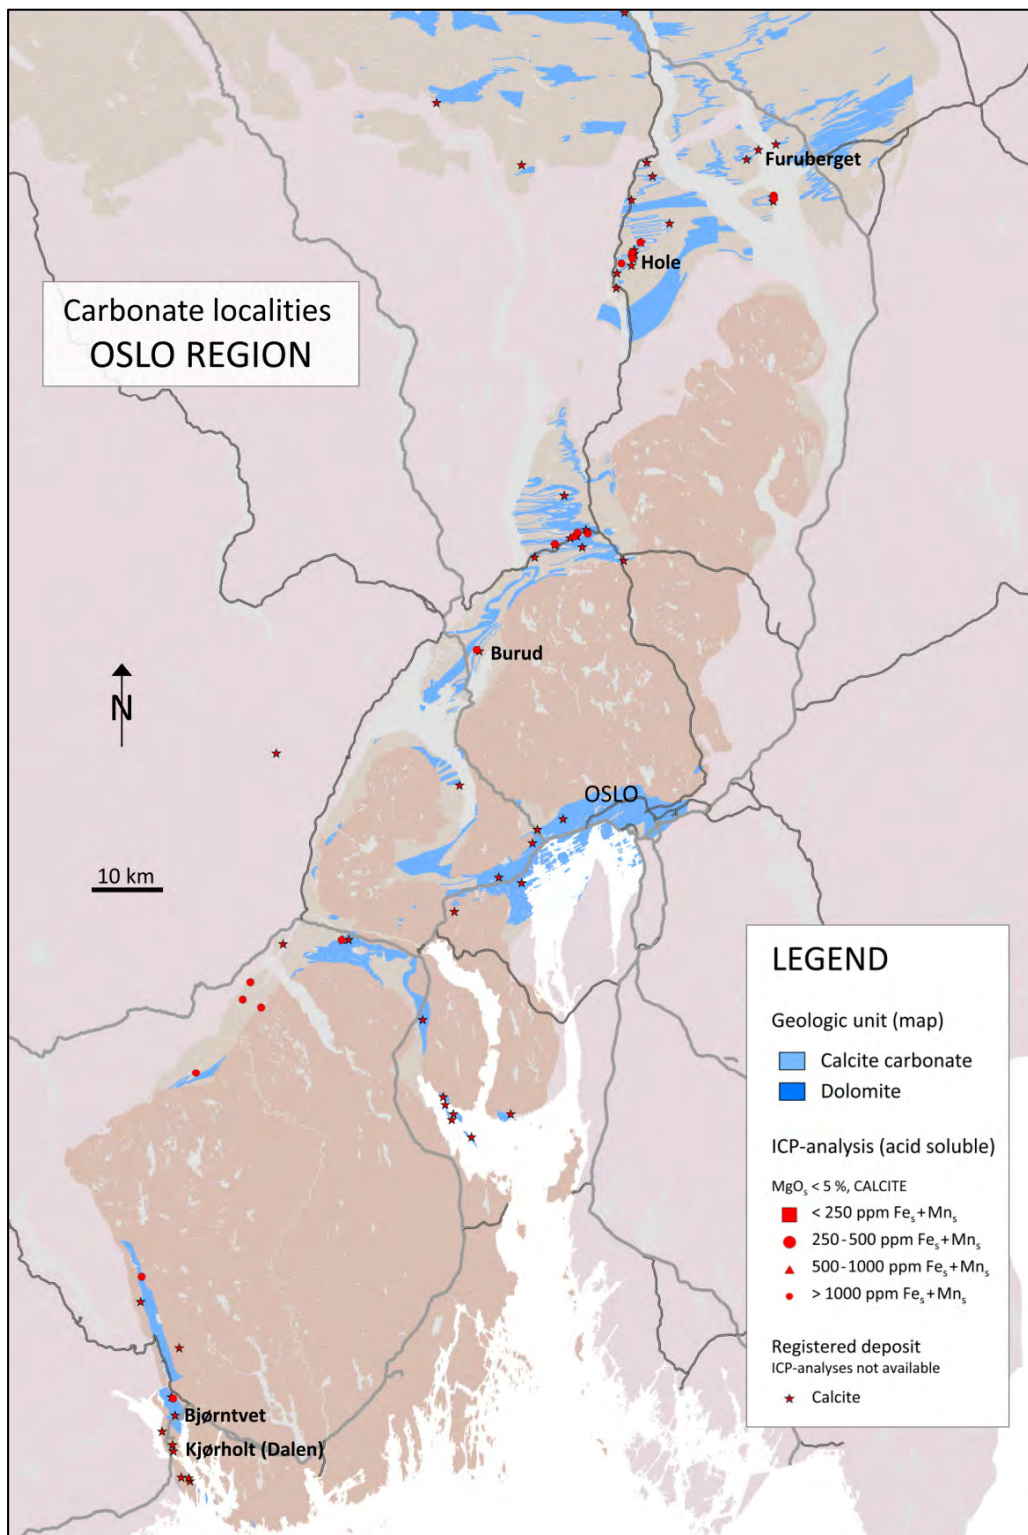 Furuberget
Hole
Carbonate localities
OSLO REGION
Burud
N
OSLO
10 km
LEGEND
Geologic unit (map)
Calcite carbonate
Dolomite
ICP-analysis (acid soluble)
MgOs < 5 %, CALCITE
< 250 ppm Fes+Mns
250-500 ppm Fes+Mns
500-1000 ppm Fes+Mns
> 1000 ppm Fes+Mns
Registered deposit
ICP-analyses not available
Calcite
Bjørntvet
Kjørholt (Dalen)